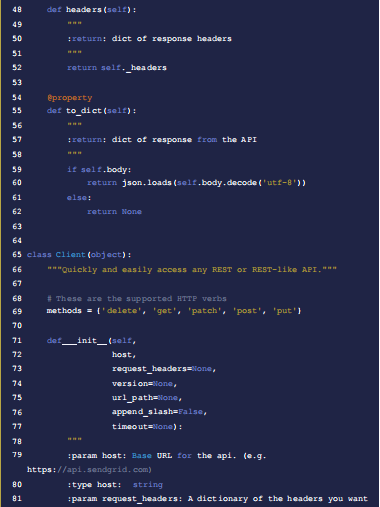 48 def headers(self):
49 """
50 :return: dict of response headers
51 """
52 return self._headers
53
54 @property
55 def to_dict(self):
56 """
57 :return: dict of response from the API
58 """
59 if self.body:
60 return json.loads(self.body.decode('utf-8'))
61 else:
62 return None
63
64
65 class Client(object):
66 """Quickly and easily access any REST or REST-like API."""
67
68 # These are the supported HTTP verbs
69 methods = {'delete', 'get', 'patch', 'post', 'put'}
70
71 def__init__(self,
72 host,
73 request_headers=None,
74 version=None,
75 url_path=None,
76 append_slash=False,
77 timeout=None):
78 """
79 :param host: Base URL for the api. (e.g.
https://api.sendgrid.com)
80 :type host: string
81 :param request_headers: A dictionary of the headers you want